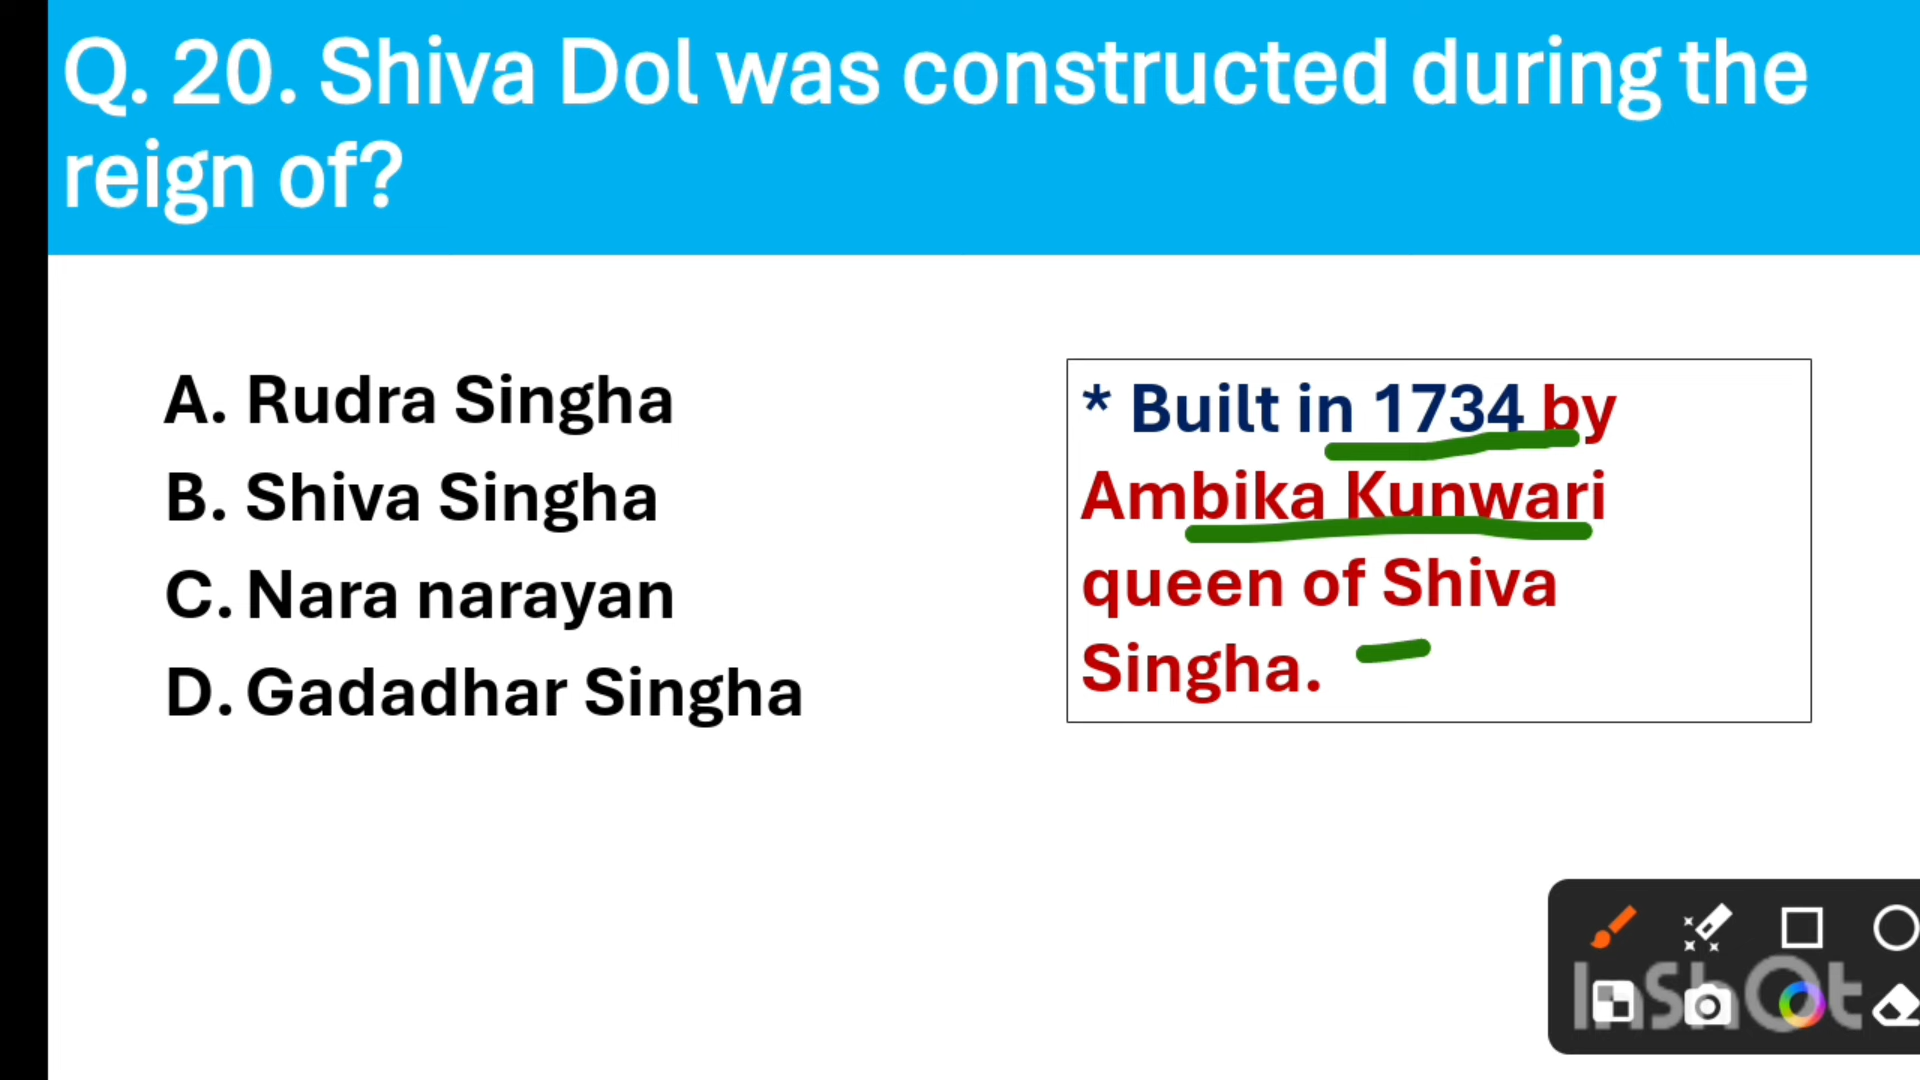 Q. 20. Shiva Dol was constructed during the
reign of?
A. Rudra Singha
B. Shiva Singha
C. Nara narayan
D. Gadadhar Singha
* Built in 1734 by
Ambika Kunwari
queen of Shiva
Singha.
InShOt